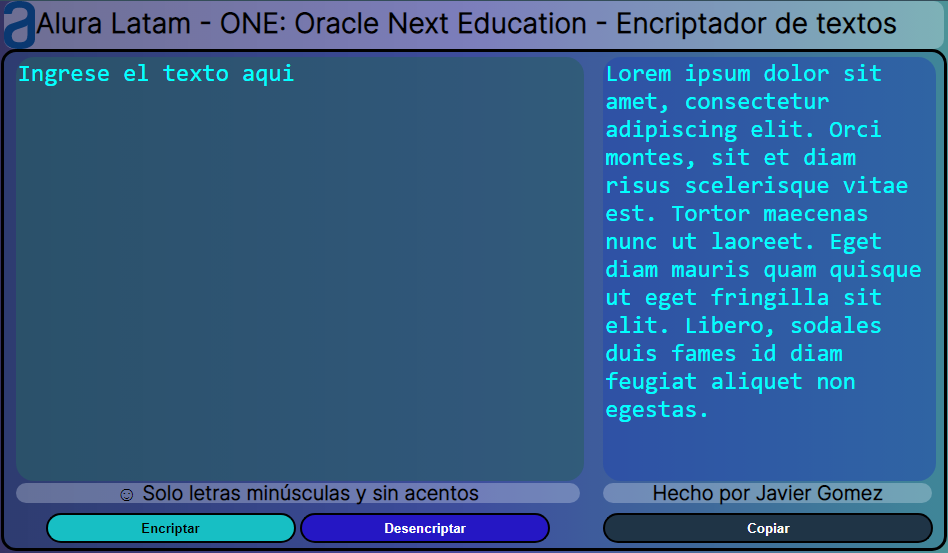 a Alura Latam - ONE: Oracle Next Education - Encriptador de textos
Ingrese el texto aqui
Lorem ipsum dolor sit
amet, consectetur
adipiscing elit. Orci
montes, sit et diam
risus scelerisque vitae
est. Tortor maecenas
nunc ut laoreet. Eget
diam mauris quam quisque
ut eget fringilla sit
elit. Libero, sodales
duis fames id diam
feugiat aliquet non
egestas.
☺ Solo letras minúsculas y sin acentos
Hecho por Javier Gomez
Encriptar
Desencriptar
Copiar